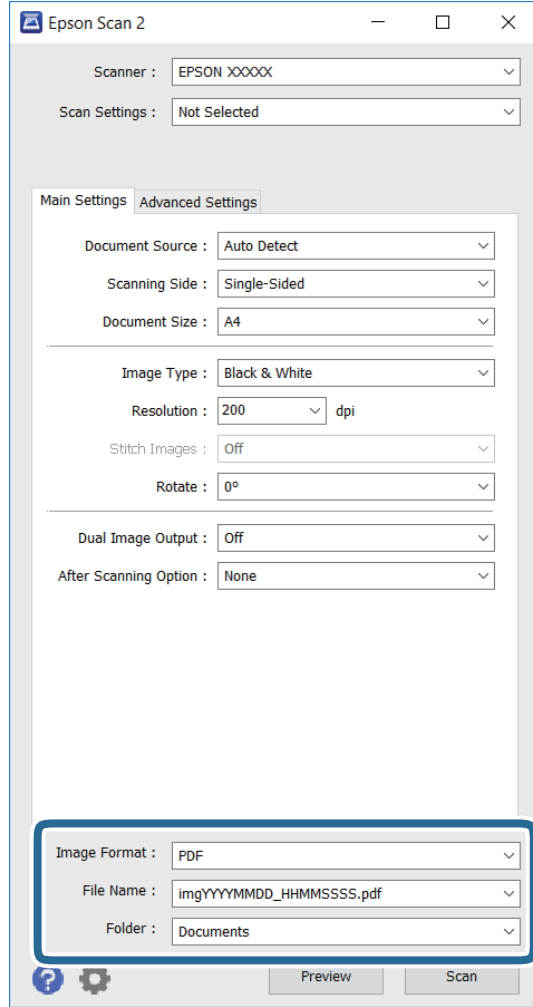 Epson Scan 2
Scanner : EPSON XXXXX
Scan Settings : Not Selected
Main Settings Advanced Settings
Document Source : Auto Detect
Scanning Side : Single-Sided
Document Size : A4
Image Type : Black & White
Resolution : 200 dpi
Stitch Images : Off
Rotate : 0°
Dual Image Output : Off
After Scanning Option : None
Image Format : PDF
File Name : imgYYYYMMDD_HHMMSSSS.pdf
Folder : Documents
? Preview Scan